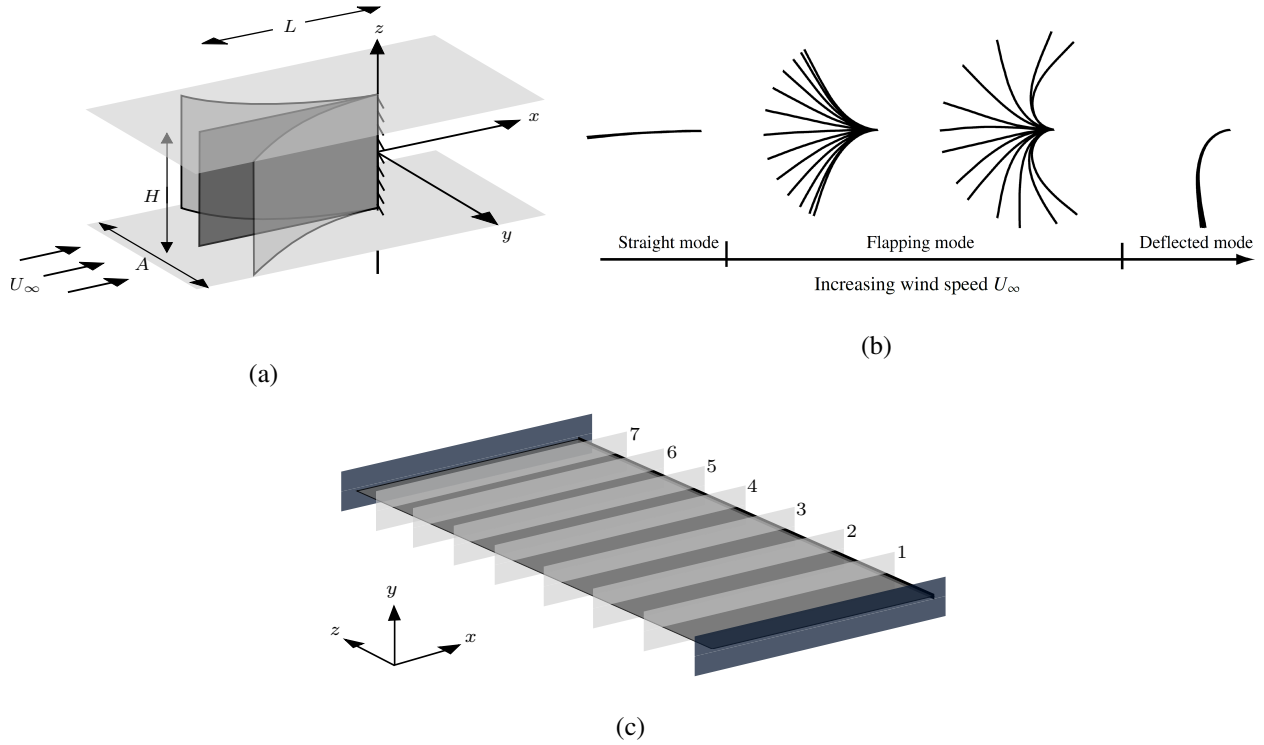 L
z
x
H
y
A
U∞
(a)
Straight mode
Flapping mode
Deflected mode
Increasing wind speed U∞
(b)
7
6
5
4
3
2
1
y
z
x
(c)